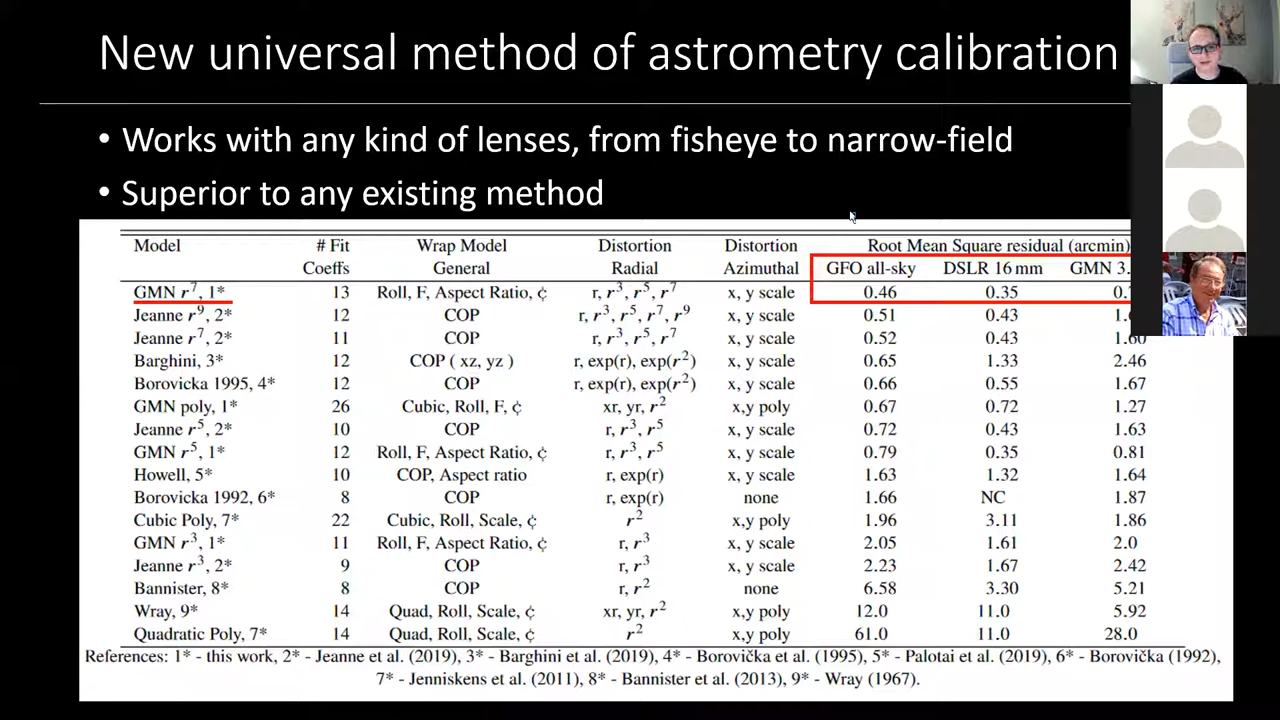 New universal method of astrometry calibration
• Works with any kind of lenses, from fisheye to narrow-field
• Superior to any existing method
Model # Fit Wrap Model Distortion Distortion Root Mean Square residual (arcmin)
Coeffs General Radial Azimuthal GFO all-sky DSLR 16 mm GMN 3.
GMN r⁷, 1* 13 Roll, F, Aspect Ratio, ¢ r, r³, r⁵, r⁷ x, y scale 0.46 0.35
Jeanne r⁹, 2* 12 COP r, r³, r⁵, r⁷, r⁹ x, y scale 0.51 0.43
Jeanne r⁷, 2* 11 COP r, r³, r⁵, r⁷ x, y scale 0.52 0.43 1.60
Barghini, 3* 12 COP ( xz, yz ) r, exp(r), exp(r²) x, y scale 0.65 1.33 2.46
Borovicka 1995, 4* 12 COP r, exp(r), exp(r²) x, y scale 0.66 0.55 1.67
GMN poly, 1* 26 Cubic, Roll, F, ¢ xr, yr, r² x,y poly 0.67 0.72 1.27
Jeanne r⁵, 2* 10 COP r, r³, r⁵ x, y scale 0.72 0.43 1.63
GMN r⁵, 1* 12 Roll, F, Aspect Ratio, ¢ r, r³, r⁵ x, y scale 0.79 0.35 0.81
Howell, 5* 10 COP, Aspect ratio r, exp(r) x, y scale 1.63 1.32 1.64
Borovicka 1992, 6* 8 COP r, exp(r) none 1.66 NC 1.87
Cubic Poly, 7* 22 Cubic, Roll, Scale, ¢ r² x,y poly 1.96 3.11 1.86
GMN r³, 1* 11 Roll, F, Aspect Ratio, ¢ r, r³ x, y scale 2.05 1.61 2.0
Jeanne r³, 2* 9 COP r, r³ x, y scale 2.23 1.67 2.42
Bannister, 8* 8 COP r, r² none 6.58 3.30 5.21
Wray, 9* 14 Quad, Roll, Scale, ¢ xr, yr, r² x,y poly 12.0 11.0 5.92
Quadratic Poly, 7* 14 Quad, Roll, Scale, ¢ r² x,y poly 61.0 11.0 28.0
References: 1* - this work, 2* - Jeanne et al. (2019), 3* - Barghini et al. (2019), 4* - Borovička et al. (1995), 5* - Palotai et al. (2019), 6* - Borovička (1992),
7* - Jenniskens et al. (2011), 8* - Bannister et al. (2013), 9* - Wray (1967).